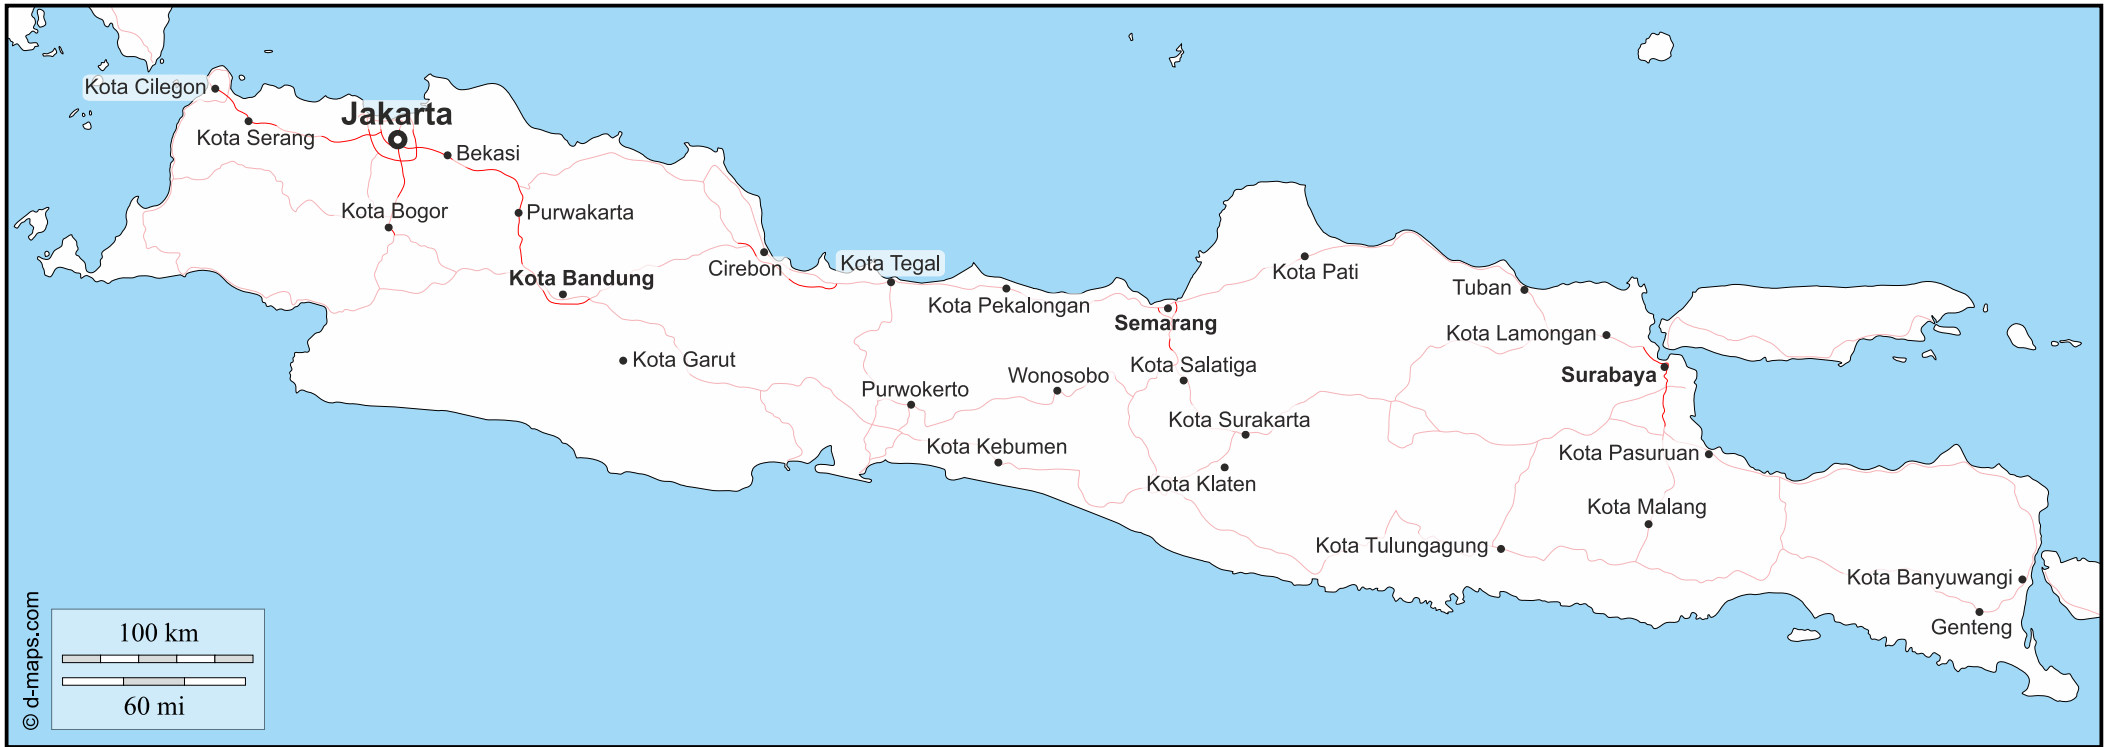 Kota Cilegon
Jakarta
Kota Serang
Bekasi
Kota Bogor
Purwakarta
Kota Bandung
Cirebon
Kota Tegal
Kota Pati
Kota Pekalongan
Tuban
Semarang
Kota Lamongan
Kota Garut
Kota Salatiga
Surabaya
Wonosobo
Purwokerto
Kota Surakarta
Kota Kebumen
Kota Pasuruan
Kota Klaten
Kota Malang
Kota Tulungagung
Kota Banyuwangi
Genteng
100 km
60 mi
© d-maps.com